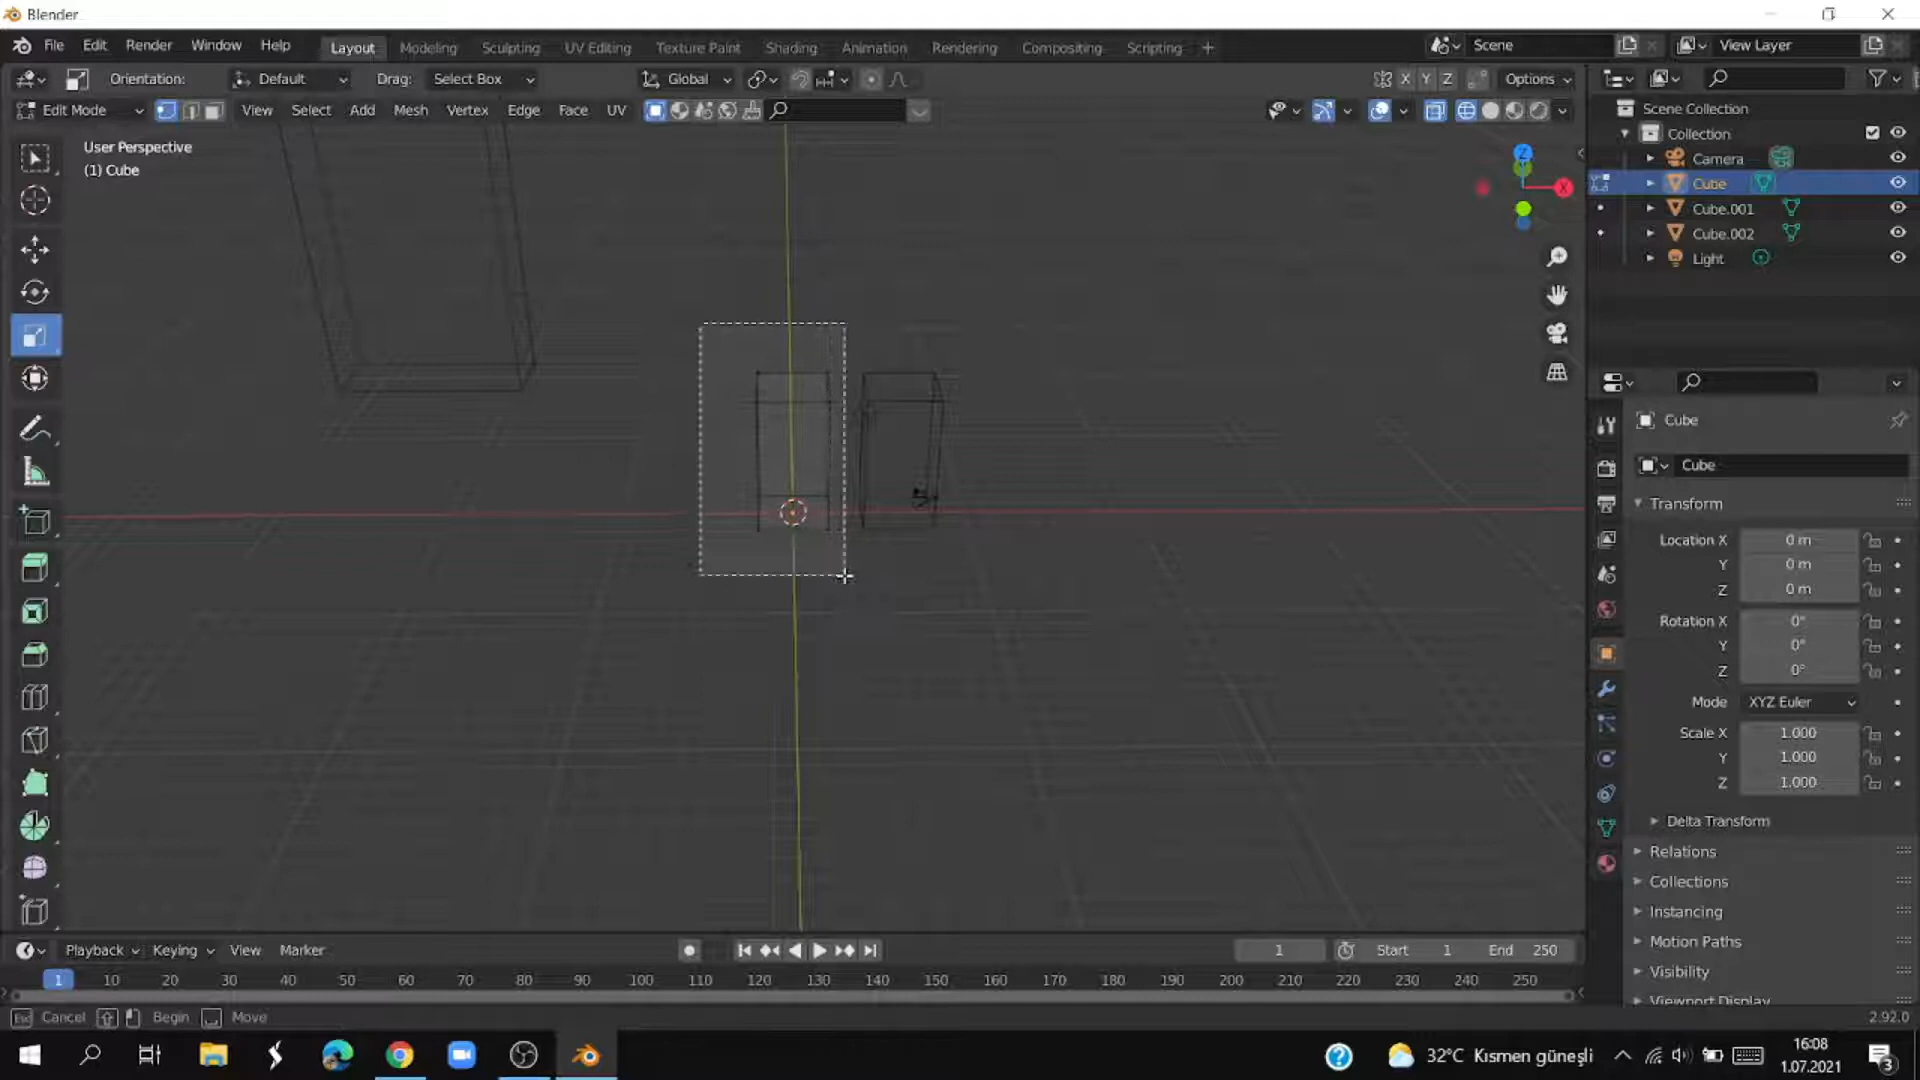 Blender
File Edit Render Window Help Layout Modeling Sculpting UV Editing Texture Paint Shading Animation Rendering Compositing Scripting + Scene View Layer
Orientation: Default Drag: Select Box Global X Y Z Options
Edit Mode View Select Add Mesh Vertex Edge Face UV
User Perspective
(1) Cube
Z
X
Scene Collection
Collection
Camera
Cube
Cube.001
Cube.002
Light
Cube
Cube
Transform
Location X 0 m
Y 0 m
Z 0 m
Rotation X 0°
Y 0°
Z 0°
Mode XYZ Euler
Scale X 1.000
Y 1.000
Z 1.000
Delta Transform
Relations
Collections
Instancing
Motion Paths
Visibility
Viewport Display
Playback Keying View Marker 1 Start 1 End 250
1 10 20 30 40 50 60 70 80 90 100 110 120 130 140 150 160 170 180 190 200 210 220 230 240 250
Esc Cancel Begin Move 2.92.0
32°C Kısmen güneşli 16:08
1.07.2021
3